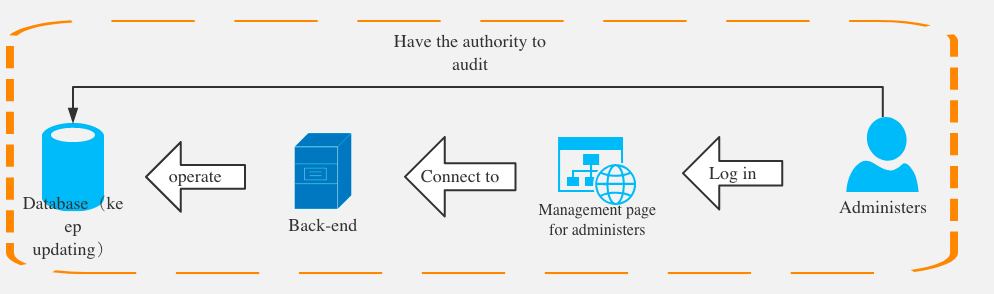 Have the authority to
audit
operate
Connect to
Log in
Database（ke
ep
updating）
Back-end
Management page
for administers
Administers